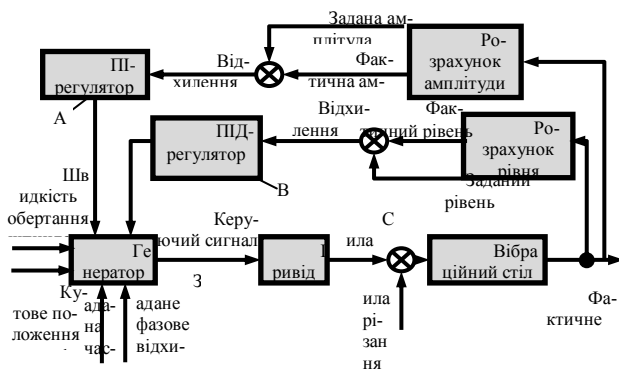 Задана ам-
плітуда
Ро-
зрахунок
амплітуди
ПІ-
регулятор
Від-
хилення
Фак-
тична ам-
А
Відхи-
лення
Фак-
тичний рівень
ПІД-
регулятор
Ро-
зрахунок
рівня
Заданий
рівень
В
Шв
идкість
обертання
Керу-
ючий сигнал
С
ила
Ге
нератор
З
ривід
Вібра
ційний стіл
Ку-
тове по-
ложення
ада-
на
час-
адане
фазове
відхи-
ила
рі-
зан
ня
Фа-
ктичне